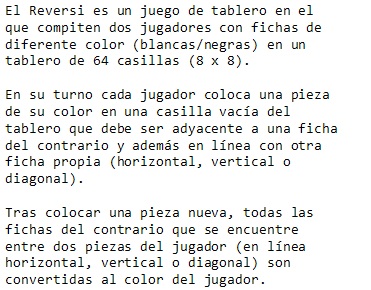 El Reversi es un juego de tablero en el
que compiten dos jugadores con fichas de
diferente color (blancas/negras) en un
tablero de 64 casillas (8 x 8).

En su turno cada jugador coloca una pieza
de su color en una casilla vacía del
tablero que debe ser adyacente a una ficha
del contrario y además en línea con otra
ficha propia (horizontal, vertical o
diagonal).

Tras colocar una pieza nueva, todas las
fichas del contrario que se encuentre
entre dos piezas del jugador (en línea
horizontal, vertical o diagonal) son
convertidas al color del jugador.